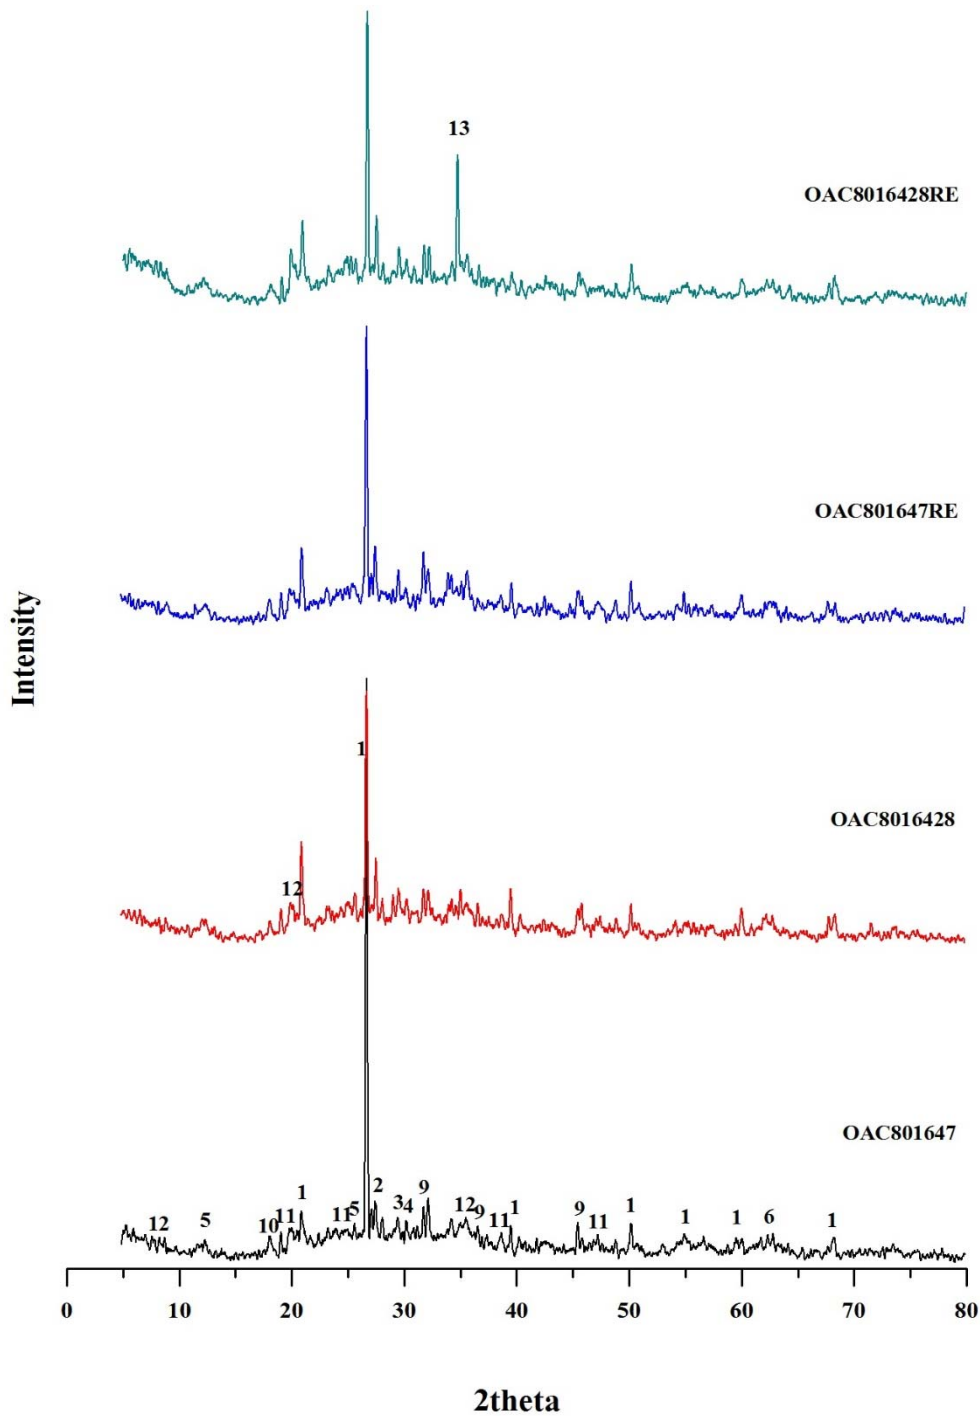 13
OAC8016428RE
OAC801647RE
Intensity
1
OAC8016428
12
OAC801647
12 5 10 11 1 11 5 2 3 4 9 12 9 11 1 9 11 1 1 1 6 1
0 10 20 30 40 50 60 70 80
2theta